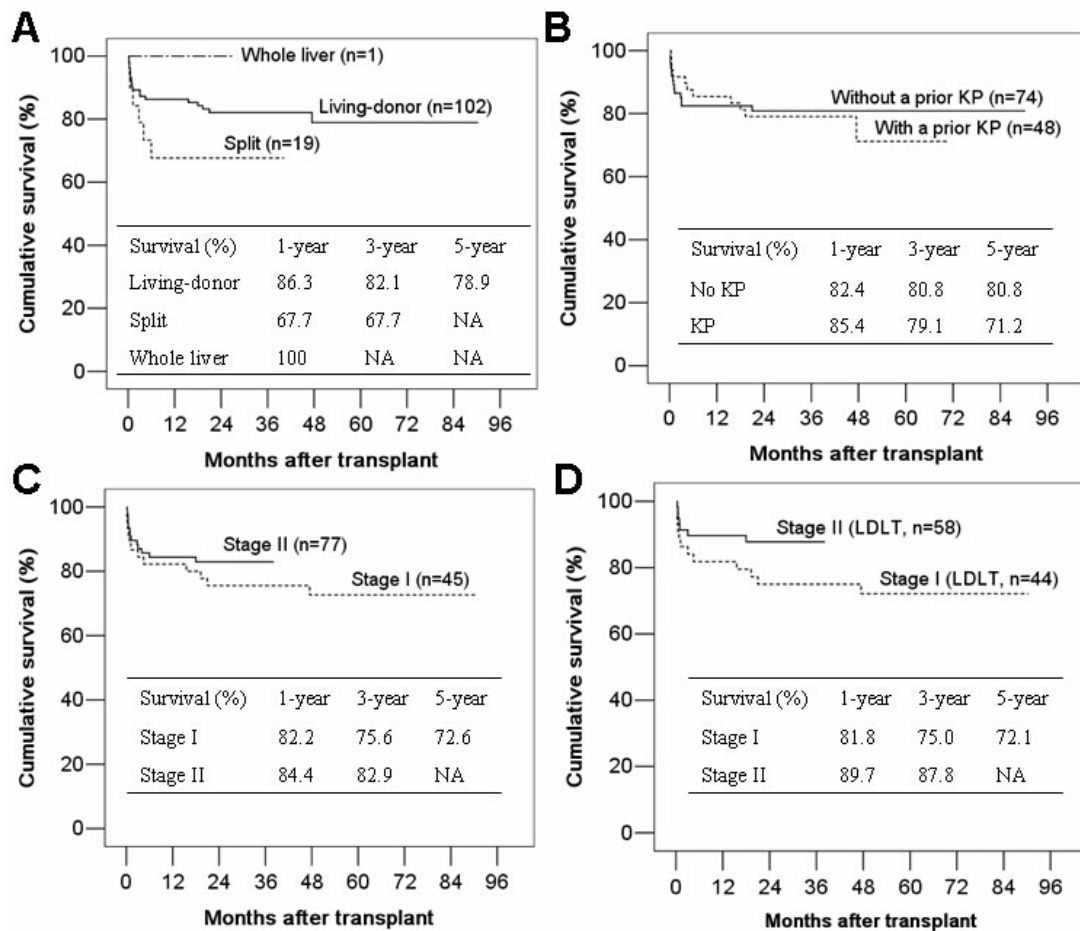 A
Cumulative survival (%)
100
80
60
40
20
0
Whole liver (n=1)
Living-donor (n=102)
Split (n=19)
Survival (%) 1-year 3-year 5-year
Living-donor 86.3 82.1 78.9
Split 67.7 67.7 NA
Whole liver 100 NA NA
0 12 24 36 48 60 72 84 96
Months after transplant
B
Cumulative survival (%)
100
80
60
40
20
0
Without a prior KP (n=74)
With a prior KP (n=48)
Survival (%) 1-year 3-year 5-year
No KP 82.4 80.8 80.8
KP 85.4 79.1 71.2
0 12 24 36 48 60 72 84 96
Months after transplant
C
Cumulative survival (%)
100
80
60
40
20
0
Stage II (n=77)
Stage I (n=45)
Survival (%) 1-year 3-year 5-year
Stage I 82.2 75.6 72.6
Stage II 84.4 82.9 NA
0 12 24 36 48 60 72 84 96
Months after transplant
D
Cumulative survival (%)
100
80
60
40
20
0
Stage II (LDLT, n=58)
Stage I (LDLT, n=44)
Survival (%) 1-year 3-year 5-year
Stage I 81.8 75.0 72.1
Stage II 89.7 87.8 NA
0 12 24 36 48 60 72 84 96
Months after transplant